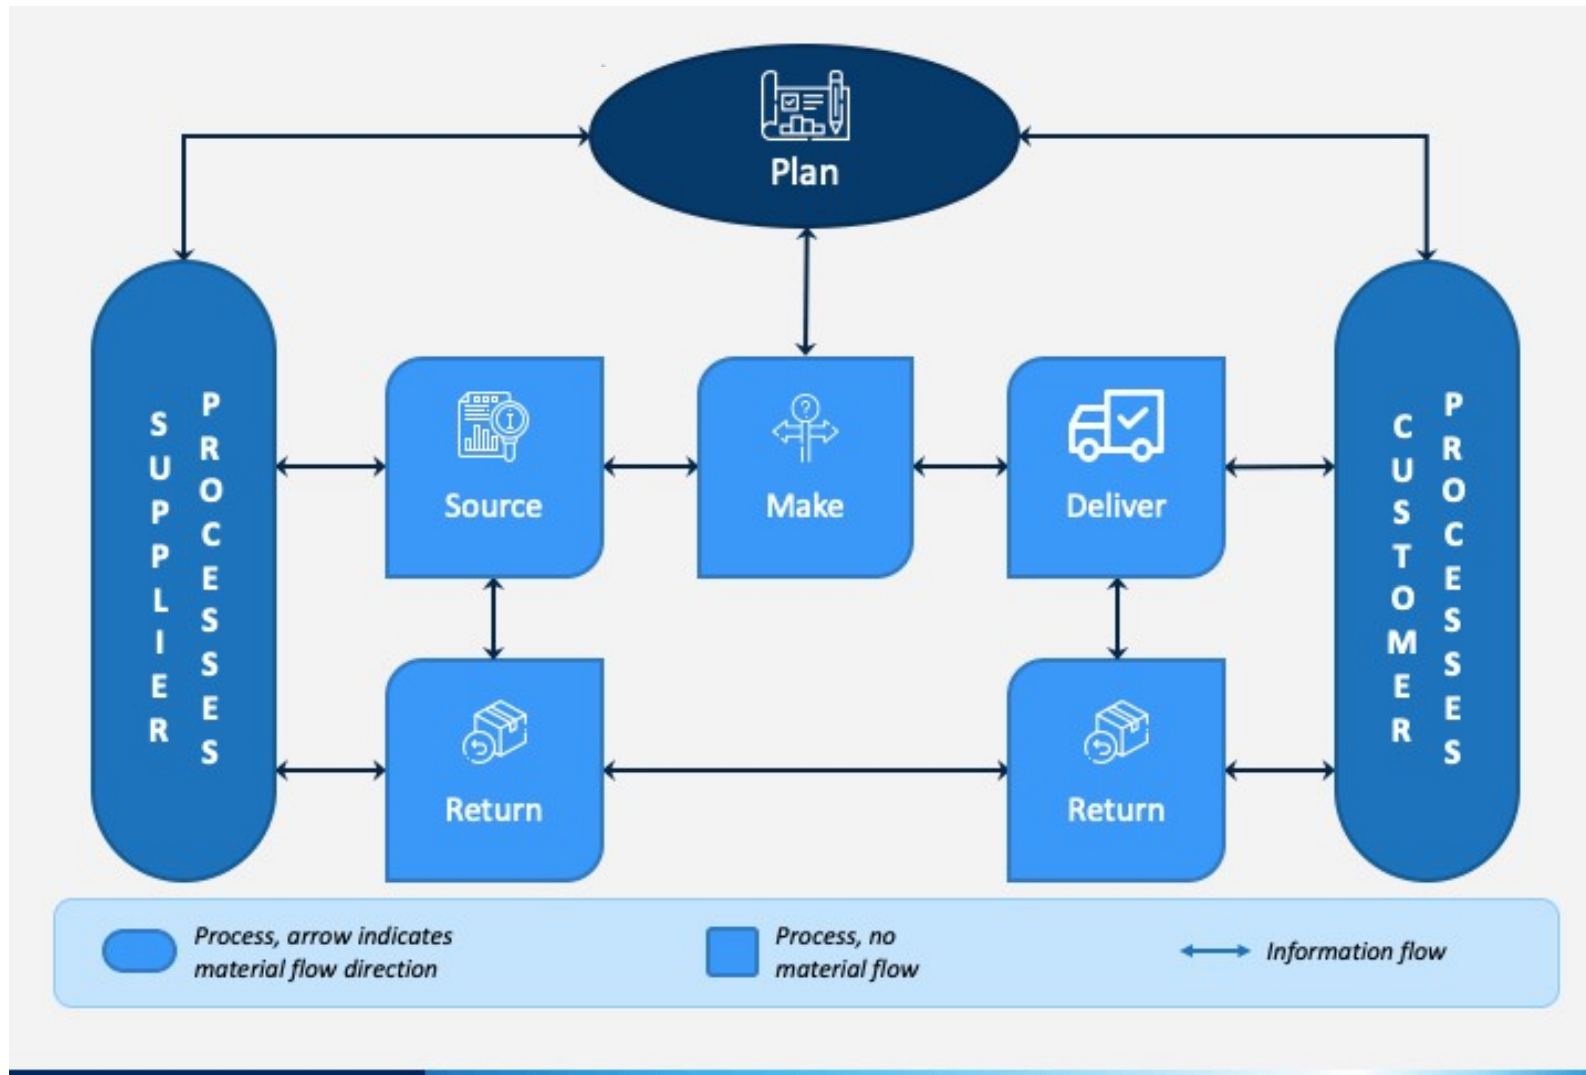 Plan
SUPPLIER
PROCESSES
Source
Make
Deliver
CUSTOMER
PROCESSES
Return
Return
Process, arrow indicates
material flow direction
Process, no
material flow
Information flow